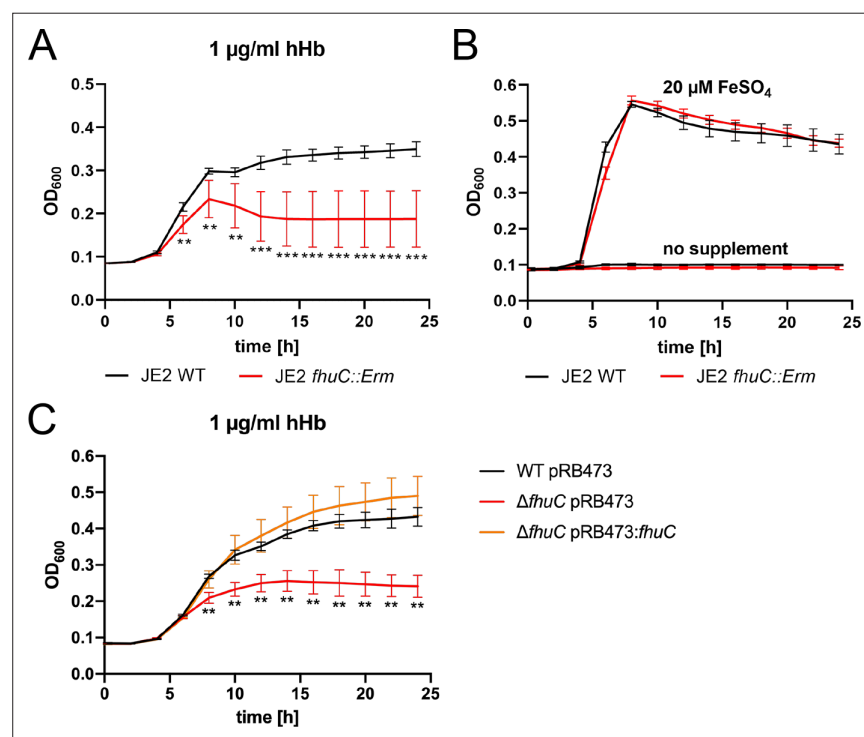 A
1 µg/ml hHb
OD600
0.5
0.4
0.3
0.2
0.1
0.0
** ** ** *** *** *** *** *** *** ***
0 5 10 15 20 25
time [h]
JE2 WT JE2 fhuC::Erm
B
20 µM FeSO4
OD600
0.6
0.5
0.4
0.3
0.2
0.1
0.0
no supplement
0 5 10 15 20 25
time [h]
JE2 WT JE2 fhuC::Erm
C
1 µg/ml hHb
OD600
0.6
0.5
0.4
0.3
0.2
0.1
0.0
** ** ** ** ** ** ** ** **
0 5 10 15 20 25
time [h]
WT pRB473
ΔfhuC pRB473
ΔfhuC pRB473:fhuC